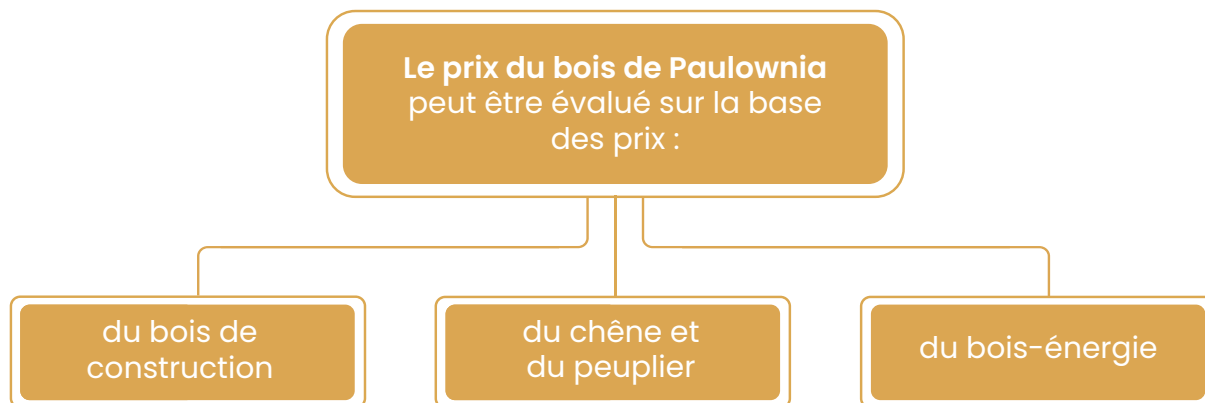 Le prix du bois de Paulownia
peut être évalué sur la base
des prix :
du bois de
construction
du chêne et
du peuplier
du bois-énergie